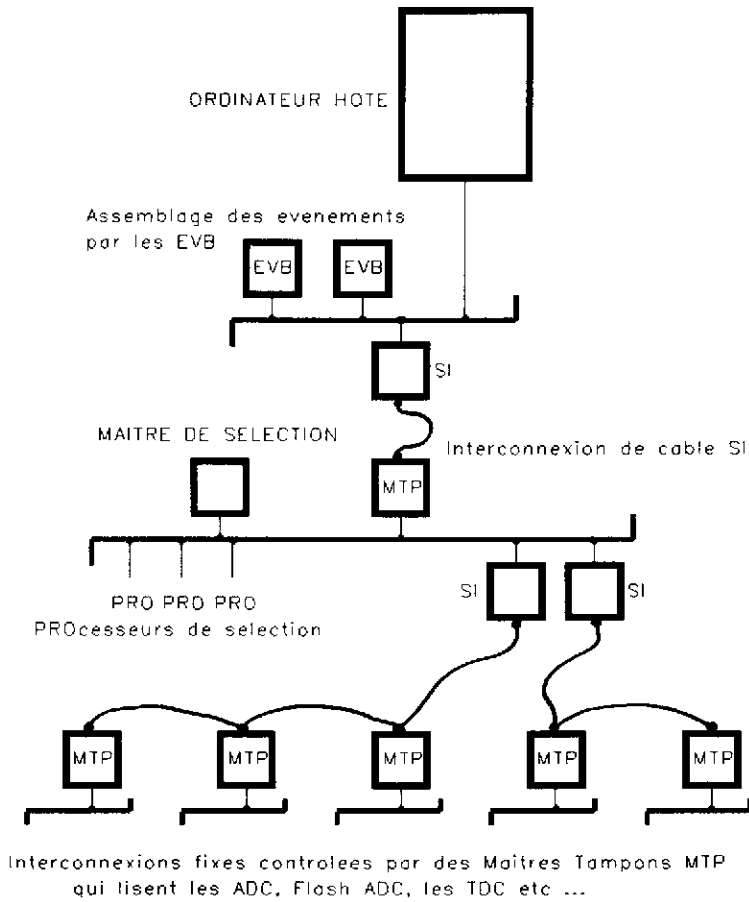 ORDINATEUR HOTE
Assemblage des evenements
par les EVB
EVB
EVB
SI
MAITRE DE SELECTION
Interconnexion de cable SI
MTP
SI
SI
PRO PRO PRO
PROcesseurs de selection
MTP
MTP
MTP
MTP
MTP
Interconnexions fixes controlees par des Maitres Tampons MTP
qui lisent les ADC, Flash ADC, les TDC etc ...